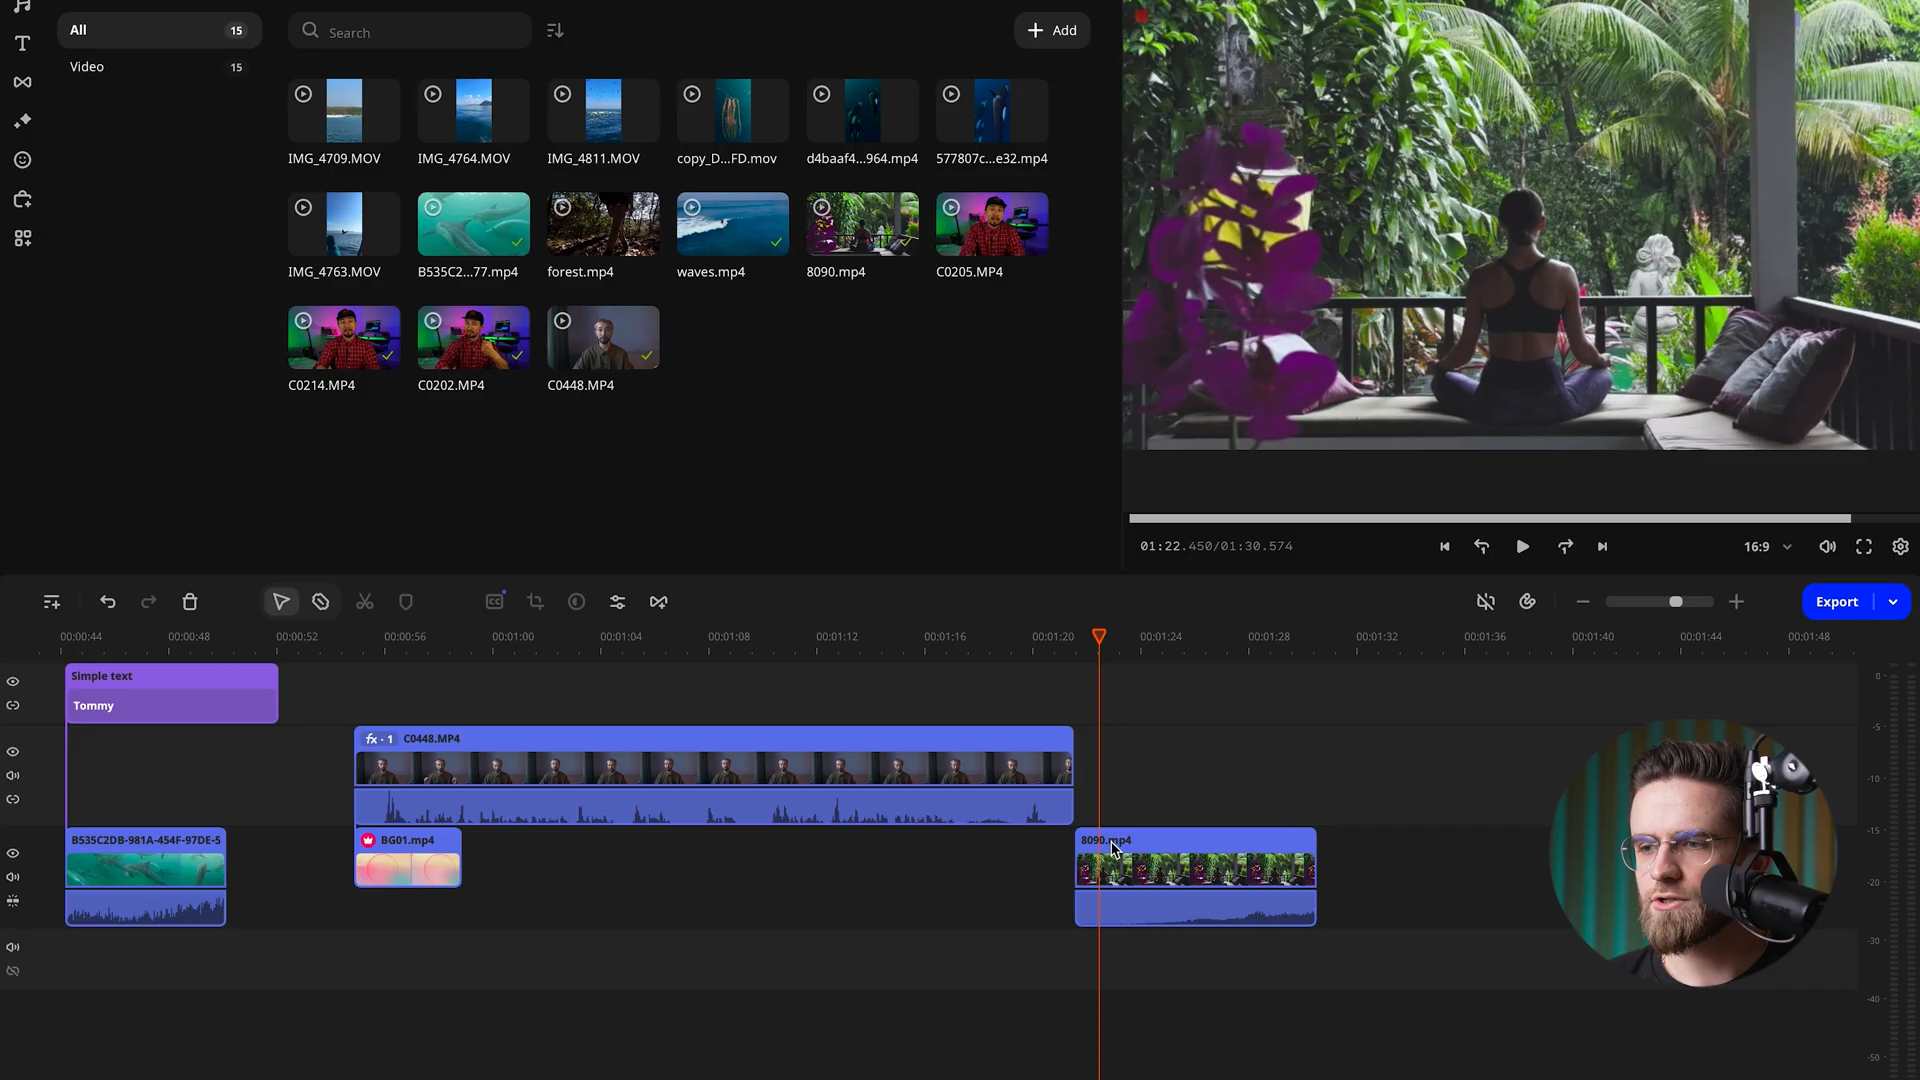 All 15
Search
Add
Video 15
IMG_4709.MOV
IMG_4764.MOV
IMG_4811.MOV
copy_D...FD.mov
d4baaf4...964.mp4
577807c...e32.mp4
IMG_4763.MOV
B535C2...77.mp4
forest.mp4
waves.mp4
8090.mp4
C0205.MP4
C0214.MP4
C0202.MP4
C0448.MP4
01:22.450/01:30.574
16:9
CC
Export
00:00:44 00:00:48 00:00:52 00:00:56 00:01:00 00:01:04 00:01:08 00:01:12 00:01:16 00:01:20 00:01:24 00:01:28 00:01:32 00:01:36 00:01:40 00:01:44 00:01:48
Simple text
Tommy
fx · 1 C0448.MP4
B535C2DB-981A-454F-97DE-5
BG01.mp4
8090.mp4
0
-5
-10
-15
-20
-30
-40
-50